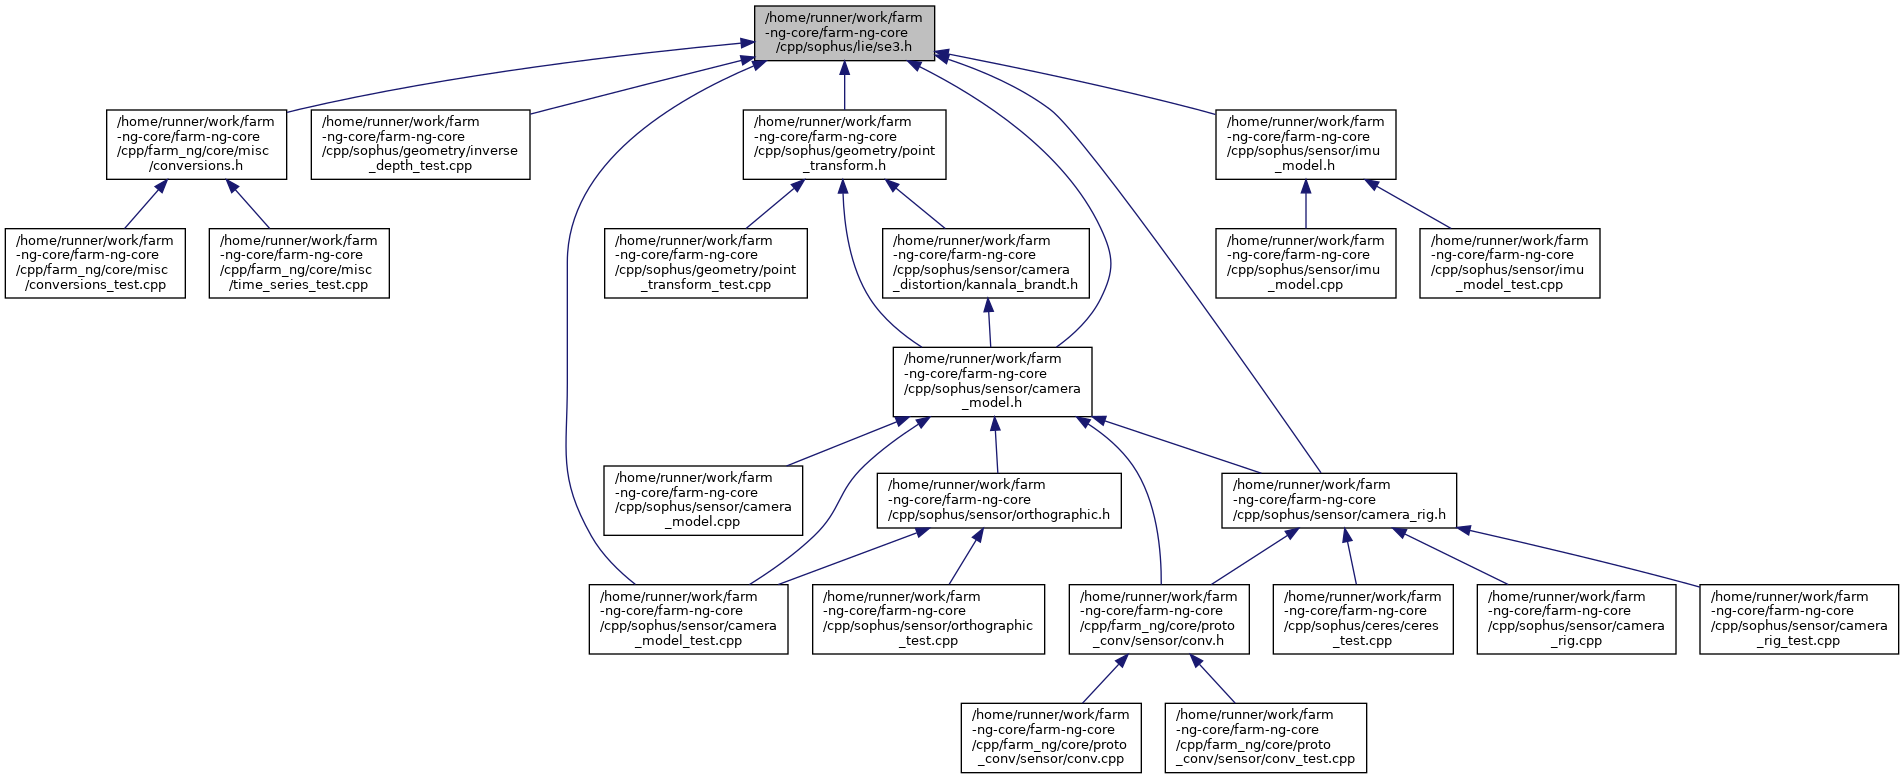 /home/runner/work/farm
-ng-core/farm-ng-core
/cpp/sophus/lie/se3.h
/home/runner/work/farm
-ng-core/farm-ng-core
/cpp/farm_ng/core/misc
/conversions.h
/home/runner/work/farm
-ng-core/farm-ng-core
/cpp/sophus/geometry/inverse
_depth_test.cpp
/home/runner/work/farm
-ng-core/farm-ng-core
/cpp/sophus/geometry/point
_transform.h
/home/runner/work/farm
-ng-core/farm-ng-core
/cpp/sophus/sensor/imu
_model.h
/home/runner/work/farm
-ng-core/farm-ng-core
/cpp/farm_ng/core/misc
/conversions_test.cpp
/home/runner/work/farm
-ng-core/farm-ng-core
/cpp/farm_ng/core/misc
/time_series_test.cpp
/home/runner/work/farm
-ng-core/farm-ng-core
/cpp/sophus/geometry/point
_transform_test.cpp
/home/runner/work/farm
-ng-core/farm-ng-core
/cpp/sophus/sensor/camera
_distortion/kannala_brandt.h
/home/runner/work/farm
-ng-core/farm-ng-core
/cpp/sophus/sensor/imu
_model.cpp
/home/runner/work/farm
-ng-core/farm-ng-core
/cpp/sophus/sensor/imu
_model_test.cpp
/home/runner/work/farm
-ng-core/farm-ng-core
/cpp/sophus/sensor/camera
_model.h
/home/runner/work/farm
-ng-core/farm-ng-core
/cpp/sophus/sensor/camera
_model.cpp
/home/runner/work/farm
-ng-core/farm-ng-core
/cpp/sophus/sensor/orthographic.h
/home/runner/work/farm
-ng-core/farm-ng-core
/cpp/sophus/sensor/camera_rig.h
/home/runner/work/farm
-ng-core/farm-ng-core
/cpp/sophus/sensor/camera
_model_test.cpp
/home/runner/work/farm
-ng-core/farm-ng-core
/cpp/sophus/sensor/orthographic
_test.cpp
/home/runner/work/farm
-ng-core/farm-ng-core
/cpp/farm_ng/core/proto
_conv/sensor/conv.h
/home/runner/work/farm
-ng-core/farm-ng-core
/cpp/sophus/ceres/ceres
_test.cpp
/home/runner/work/farm
-ng-core/farm-ng-core
/cpp/sophus/sensor/camera
_rig.cpp
/home/runner/work/farm
-ng-core/farm-ng-core
/cpp/sophus/sensor/camera
_rig_test.cpp
/home/runner/work/farm
-ng-core/farm-ng-core
/cpp/farm_ng/core/proto
_conv/sensor/conv.cpp
/home/runner/work/farm
-ng-core/farm-ng-core
/cpp/farm_ng/core/proto
_conv/sensor/conv_test.cpp